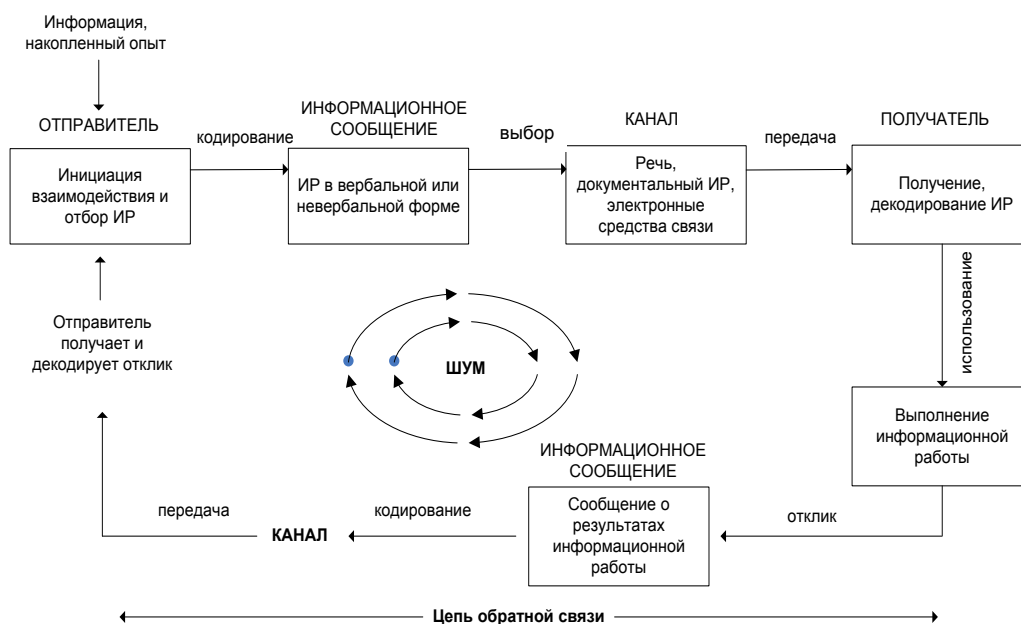 Информация,
накопленный опыт
ОТПРАВИТЕЛЬ
Инициация
взаимодействия и
отбор ИР
кодирование
ИНФОРМАЦИОННОЕ
СООБЩЕНИЕ
ИР в вербальной или
невербальной форме
выбор
КАНАЛ
Речь,
документальный ИР,
электронные
средства связи
передача
ПОЛУЧАТЕЛЬ
Получение,
декодирование ИР
использование
Выполнение
информационной
работы
отклик
ИНФОРМАЦИОННОЕ
СООБЩЕНИЕ
Сообщение о
результатах
информационной
работы
кодирование
КАНАЛ
передача
Отправитель
получает и
декодирует отклик
ШУМ
Цепь обратной связи